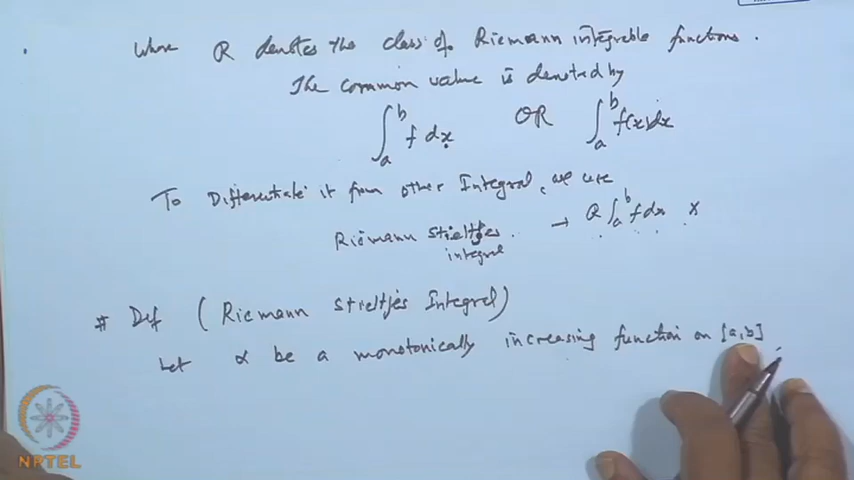 Where R denotes the class of Riemann integrable functions.
The common value is denoted by
∫_a^b f dx OR ∫_a^b f(x)dx
To Differentiate it from other Integral, we use
Riemann Stieltjes → R ∫_a^b f dx x
integral
# Def (Riemann Stieltjes Integral)
Let α be a monotonically increasing function on [a,b]
NPTEL